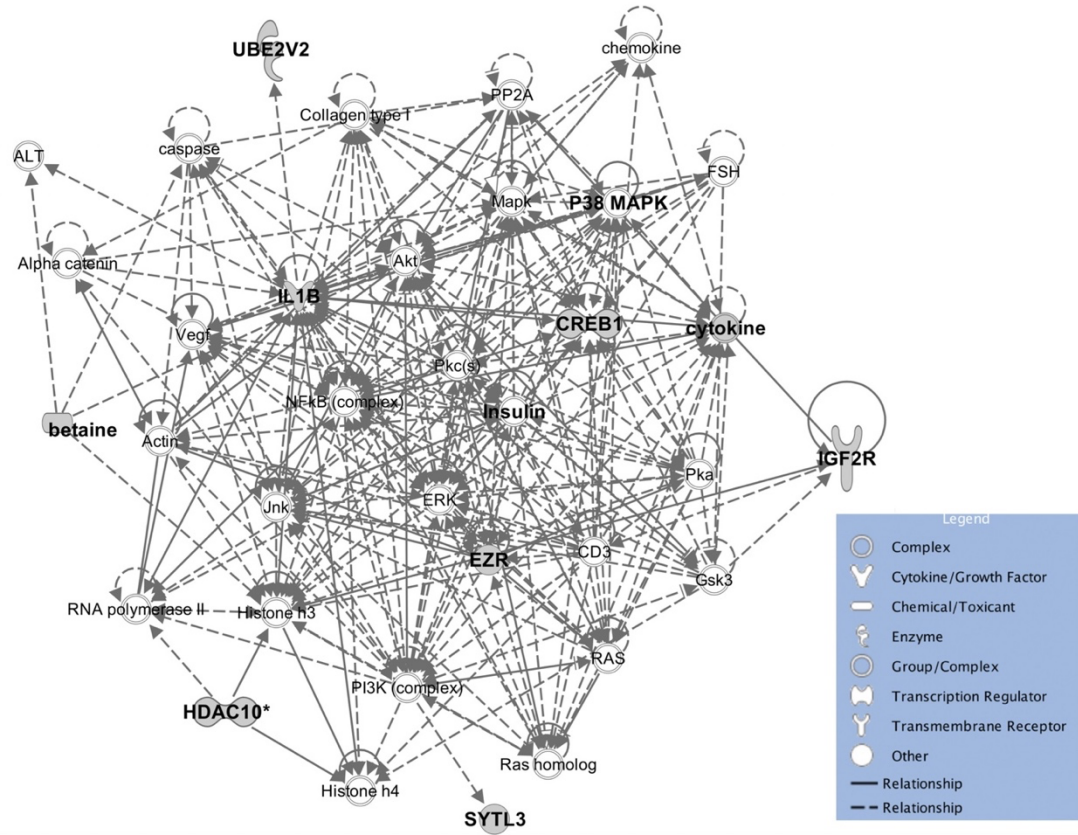 UBE2V2
chemokine
PP2A
Collagen type I
caspase
ALT
FSH
Mapk
P38 MAPK
Alpha catenin
Akt
IL1B
CREB1
cytokine
Vegf
Pkc(s)
NFkB (complex)
Insulin
betaine
Actin
IGF2R
Pka
ERK
Jnk
CD3
EZR
Gsk3
RNA polymerase II
Histone h3
RAS
PI3K (complex)
HDAC10*
Ras homolog
Histone h4
SYTL3
Legend
Complex
Cytokine/Growth Factor
Chemical/Toxicant
Enzyme
Group/Complex
Transcription Regulator
Transmembrane Receptor
Other
Relationship
Relationship